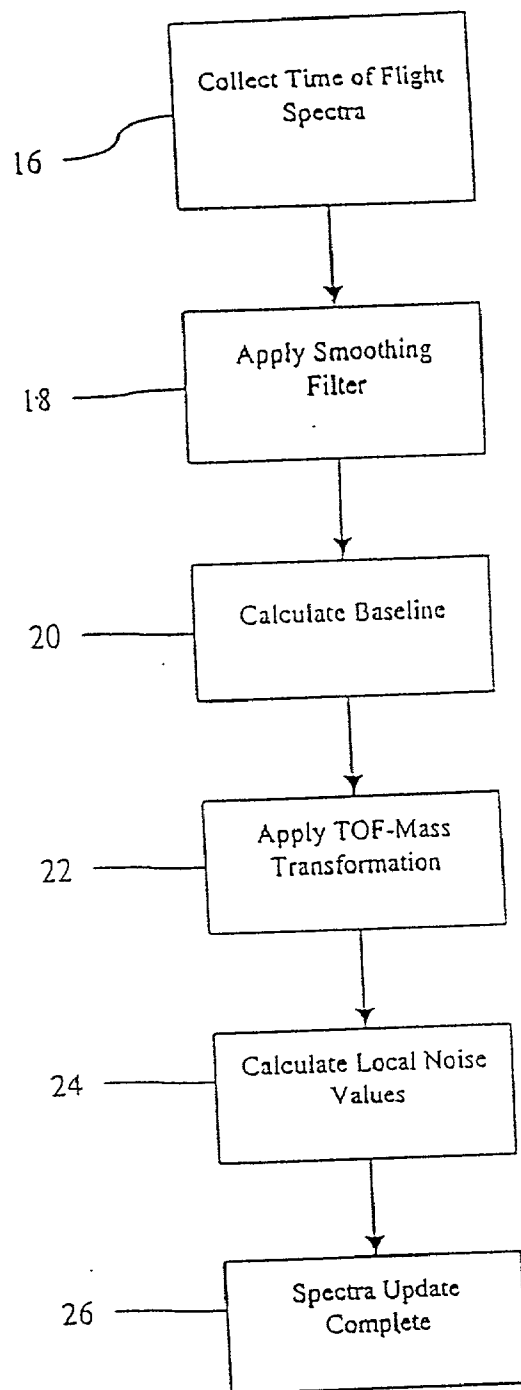 Collect Time of Flight
Spectra
16
Apply Smoothing
Filter
18
Calculate Baseline
20
Apply TOF-Mass
Transformation
22
Calculate Local Noise
Values
24
Spectra Update
Complete
26